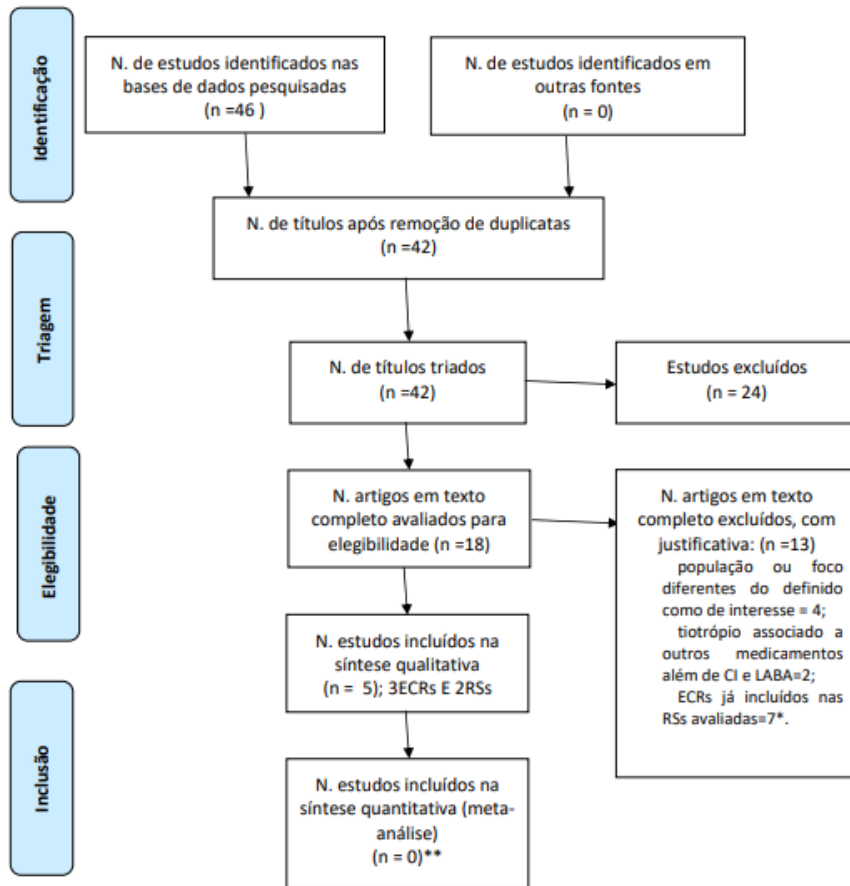 Identificação
N. de estudos identificados nas
bases de dados pesquisadas
(n =46 )
N. de estudos identificados em
outras fontes
(n = 0)
N. de títulos após remoção de duplicatas
(n =42)
Triagem
N. de títulos triados
(n =42)
Estudos excluídos
(n = 24)
Elegibilidade
N. artigos em texto
completo avaliados para
elegibilidade (n =18)
N. artigos em texto
completo excluídos, com
justificativa: (n =13)
população ou foco
diferentes do definido
como de interesse = 4;
tiotrópio associado a
outros medicamentos
além de CI e LABA=2;
ECRs já incluídos nas
RSs avaliadas=7*.
N. estudos incluídos na
síntese qualitativa
(n = 5); 3ECRs E 2RSs
Inclusão
N. estudos incluídos na
síntese quantitativa (meta-
análise)
(n = 0)**